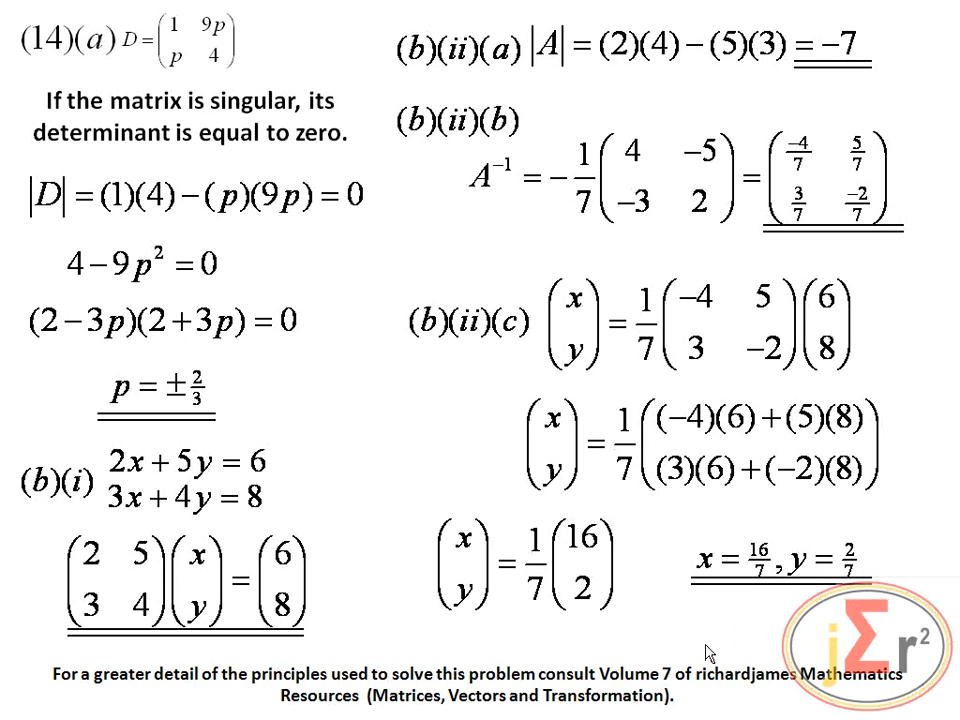 (14)(a) D = ( 1 9p ; p 4 )
If the matrix is singular, its
determinant is equal to zero.
|D| = (1)(4) − (p)(9p) = 0
4 − 9p² = 0
(2 − 3p)(2 + 3p) = 0
p = ± 2/3
(b)(i) 2x + 5y = 6
3x + 4y = 8
( 2 5 ; 3 4 ) ( x ; y ) = ( 6 ; 8 )
(b)(ii)(a) |A| = (2)(4) − (5)(3) = −7
(b)(ii)(b)
A⁻¹ = − 1/7 ( 4 −5 ; −3 2 ) = ( −4/7 5/7 ; 3/7 −2/7 )
(b)(ii)(c) ( x ; y ) = 1/7 ( −4 5 ; 3 −2 ) ( 6 ; 8 )
( x ; y ) = 1/7 ( (−4)(6) + (5)(8) ; (3)(6) + (−2)(8) )
( x ; y ) = 1/7 ( 16 ; 2 )
x = 16/7 , y = 2/7
jΣr²
For a greater detail of the principles used to solve this problem consult Volume 7 of richardjames Mathematics
Resources (Matrices, Vectors and Transformation).